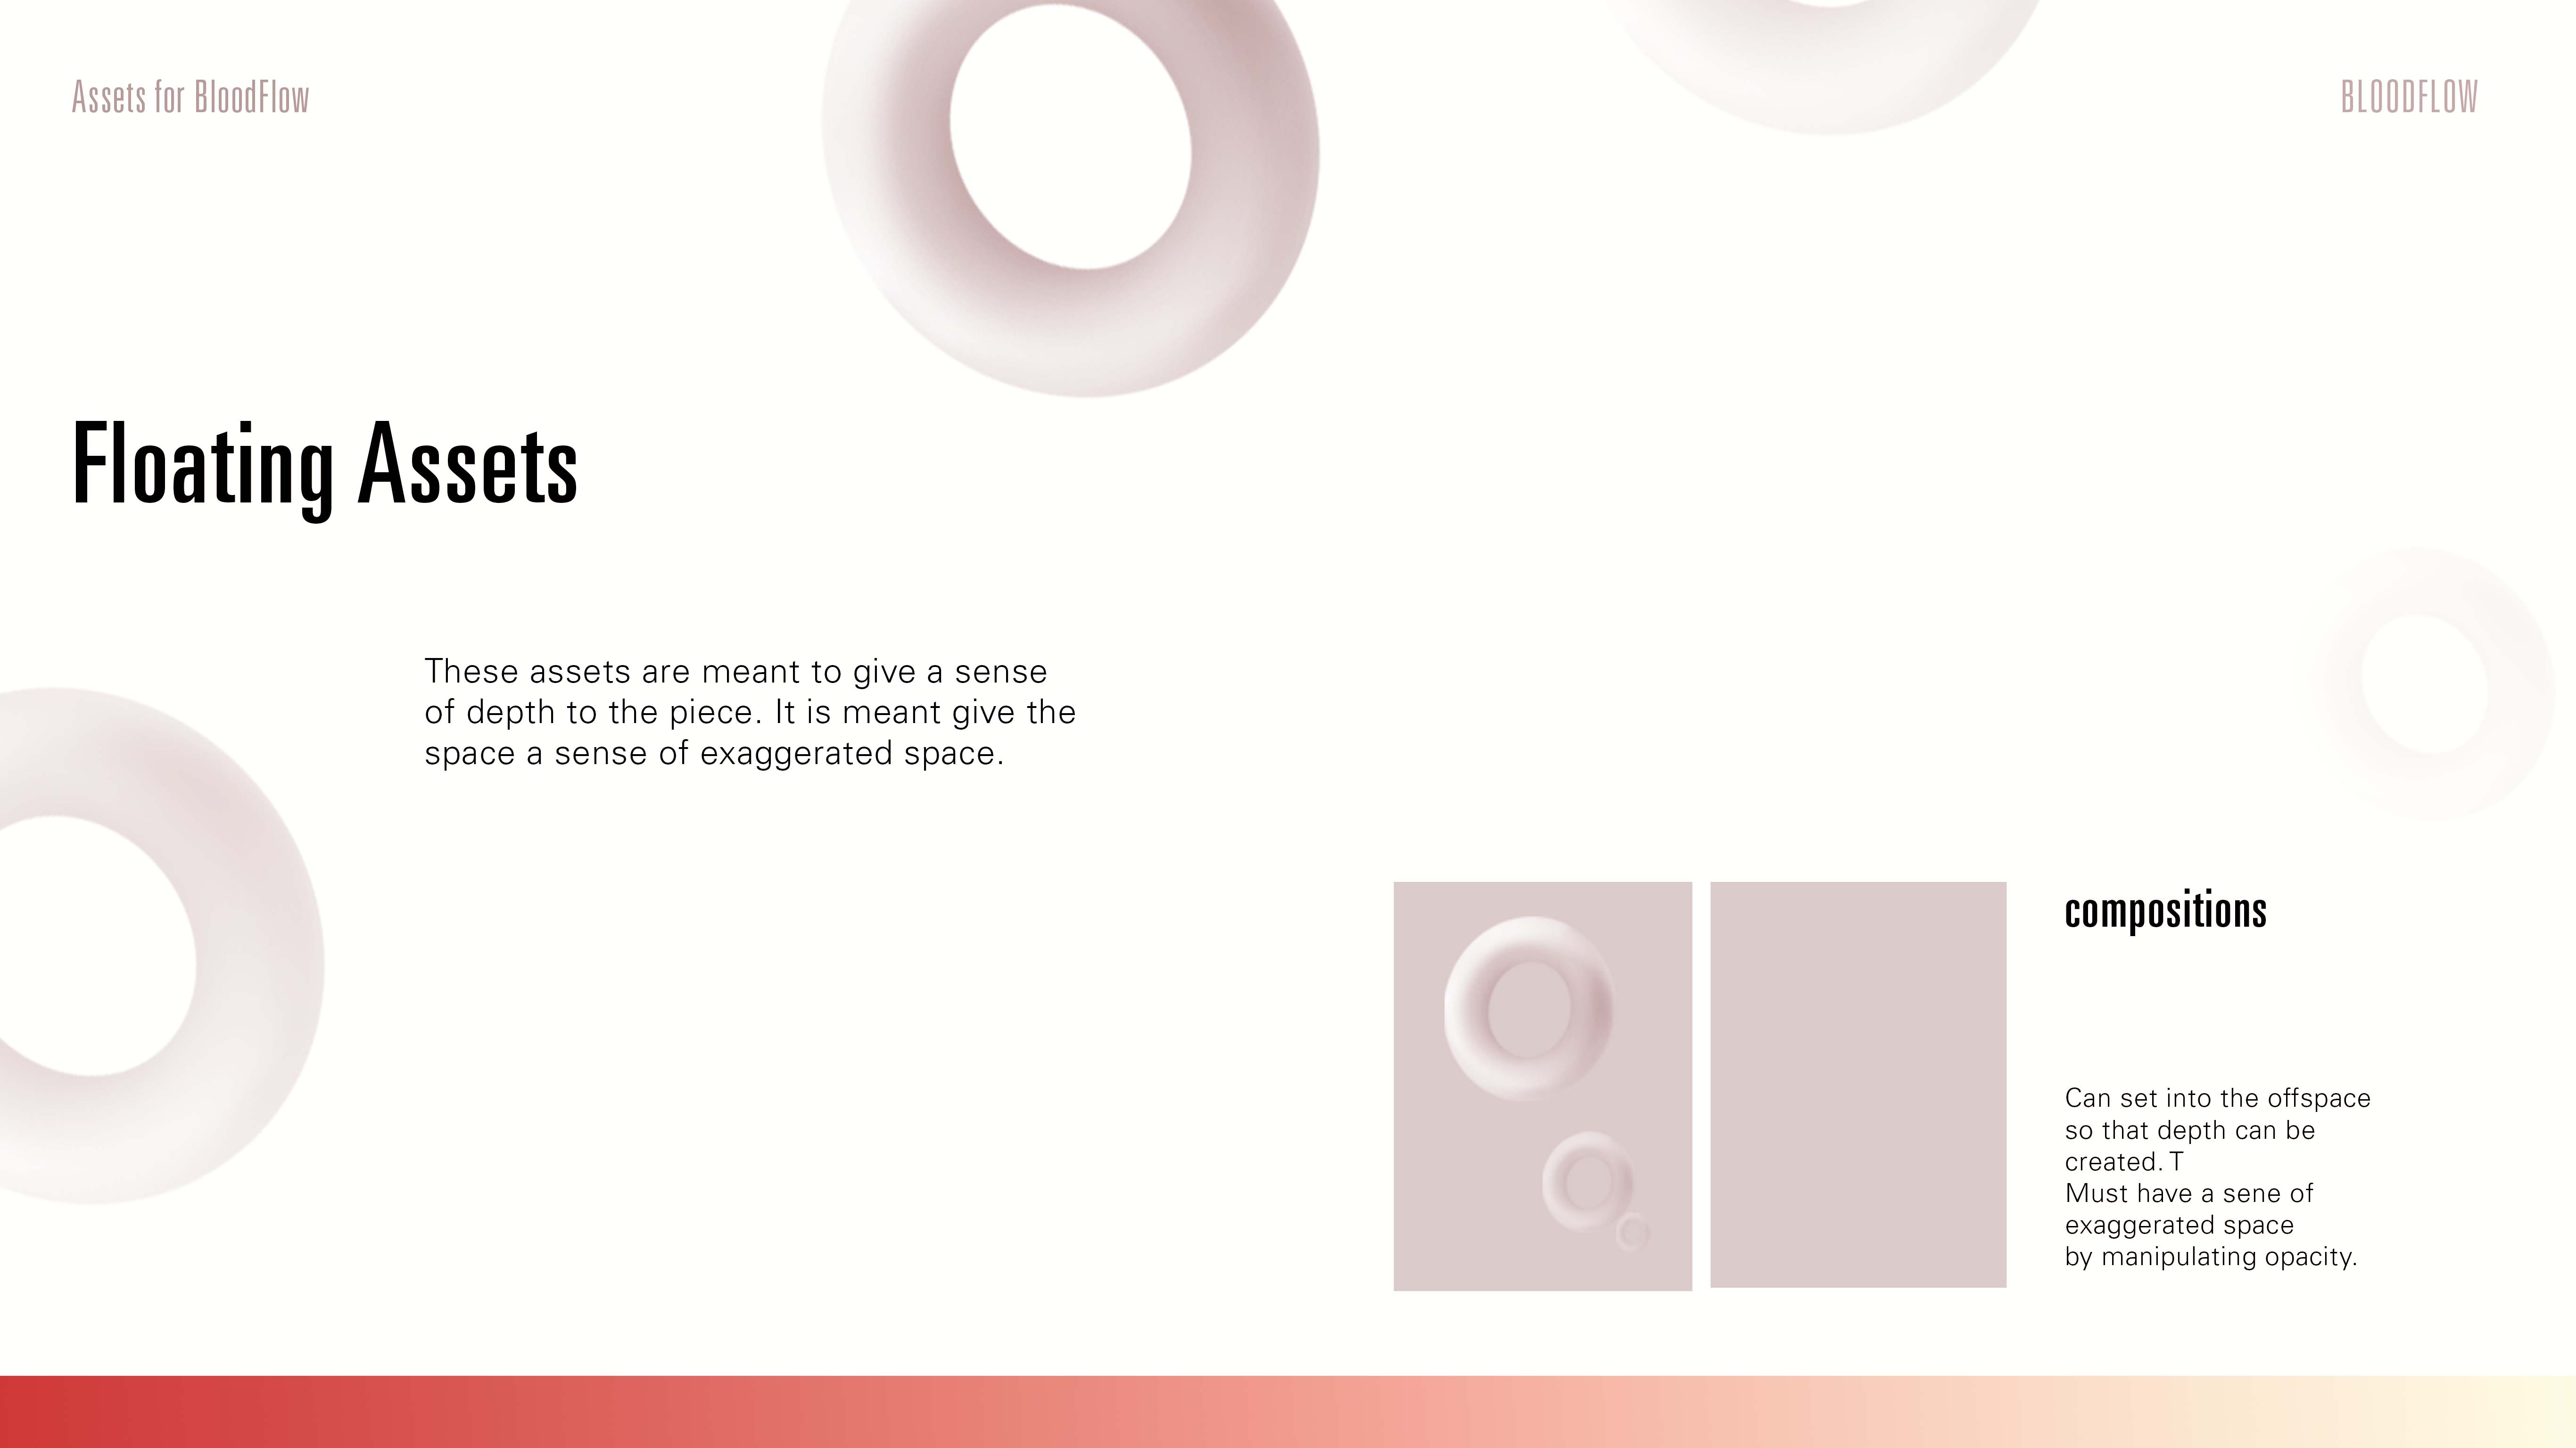 Assets for BloodFlow
BLOODFLOW
Floating Assets
These assets are meant to give a sense
of depth to the piece. It is meant give the
space a sense of exaggerated space.
compositions
Can set into the offspace
so that depth can be
created. T
Must have a sene of
exaggerated space
by manipulating opacity.